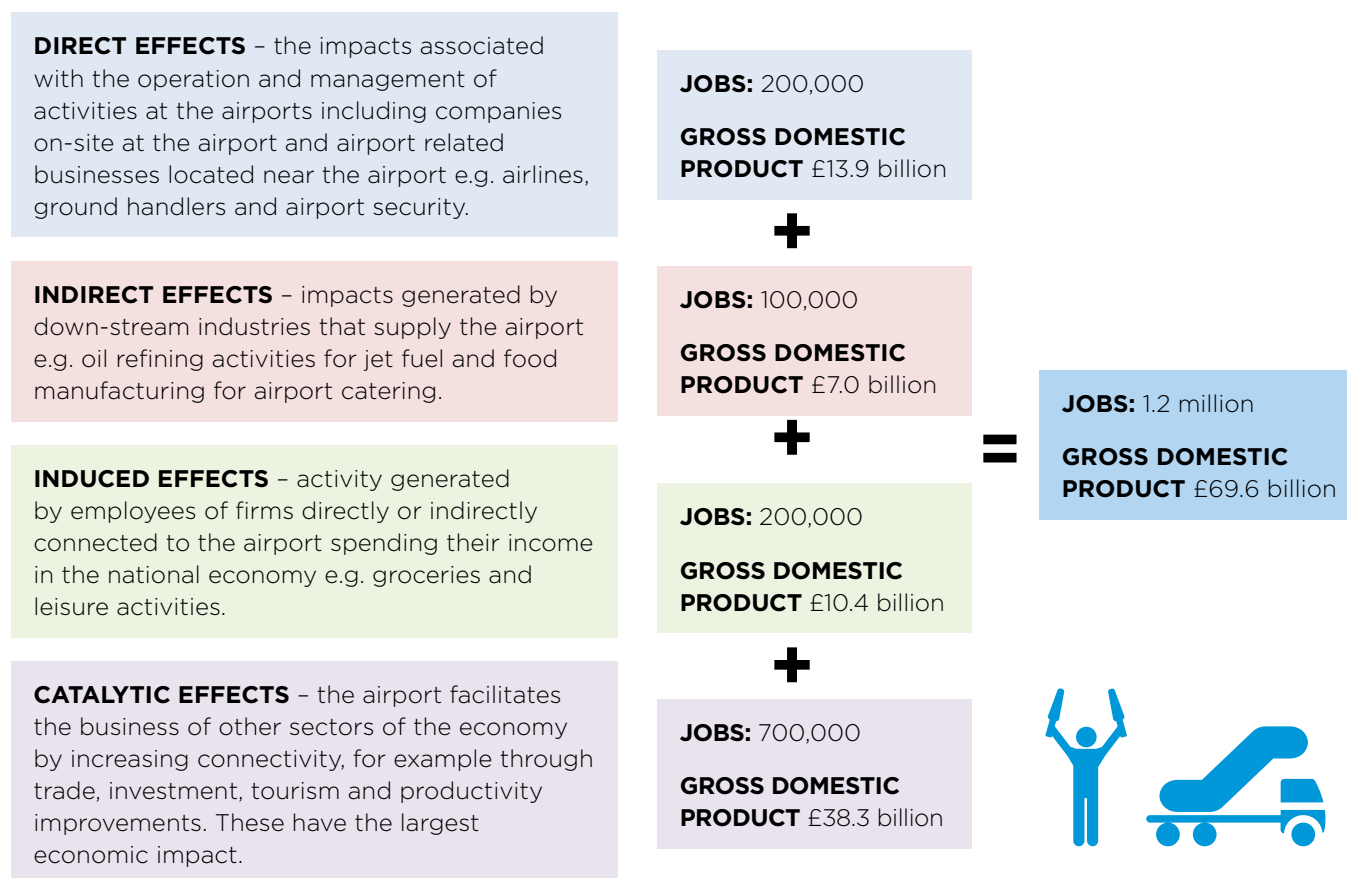 DIRECT EFFECTS – the impacts associated
with the operation and management of
activities at the airports including companies
on-site at the airport and airport related
businesses located near the airport e.g. airlines,
ground handlers and airport security.
JOBS: 200,000
GROSS DOMESTIC
PRODUCT £13.9 billion
+
INDIRECT EFFECTS – impacts generated by
down-stream industries that supply the airport
e.g. oil refining activities for jet fuel and food
manufacturing for airport catering.
JOBS: 100,000
GROSS DOMESTIC
PRODUCT £7.0 billion
+
INDUCED EFFECTS – activity generated
by employees of firms directly or indirectly
connected to the airport spending their income
in the national economy e.g. groceries and
leisure activities.
JOBS: 200,000
GROSS DOMESTIC
PRODUCT £10.4 billion
+
CATALYTIC EFFECTS – the airport facilitates
the business of other sectors of the economy
by increasing connectivity, for example through
trade, investment, tourism and productivity
improvements. These have the largest
economic impact.
JOBS: 700,000
GROSS DOMESTIC
PRODUCT £38.3 billion
=
JOBS: 1.2 million
GROSS DOMESTIC
PRODUCT £69.6 billion